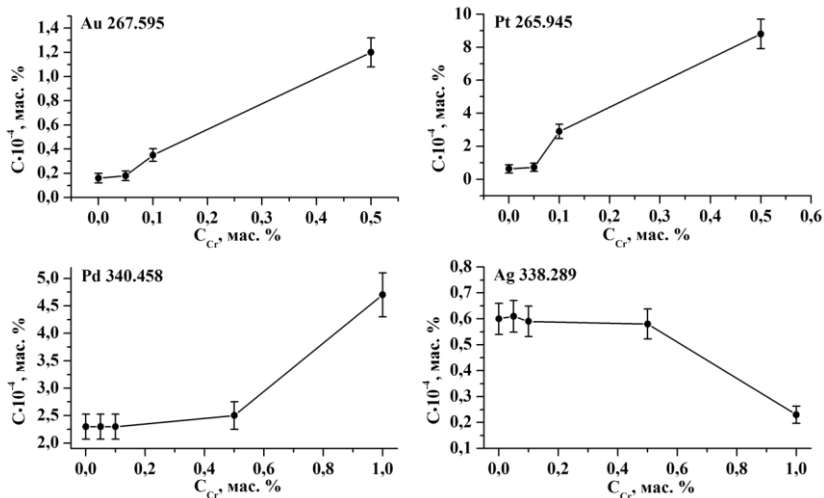 Au 267.595
C·10⁻⁴, мас. %
1,4
1,2
1,0
0,8
0,6
0,4
0,2
0,0
0,0 0,1 0,2 0,3 0,4 0,5
C_Cr, мас. %
Pt 265.945
C·10⁻⁴, мас. %
10
8
6
4
2
0
0,0 0,1 0,2 0,3 0,4 0,5 0,6
C_Cr, мас. %
Pd 340.458
C·10⁻⁴, мас. %
5,0
4,5
4,0
3,5
3,0
2,5
2,0
0,0 0,2 0,4 0,6 0,8 1,0
C_Cr, мас. %
Ag 338.289
C·10⁻⁴, мас. %
0,8
0,7
0,6
0,5
0,4
0,3
0,2
0,1
0,0 0,2 0,4 0,6 0,8 1,0
C_Cr, мас. %